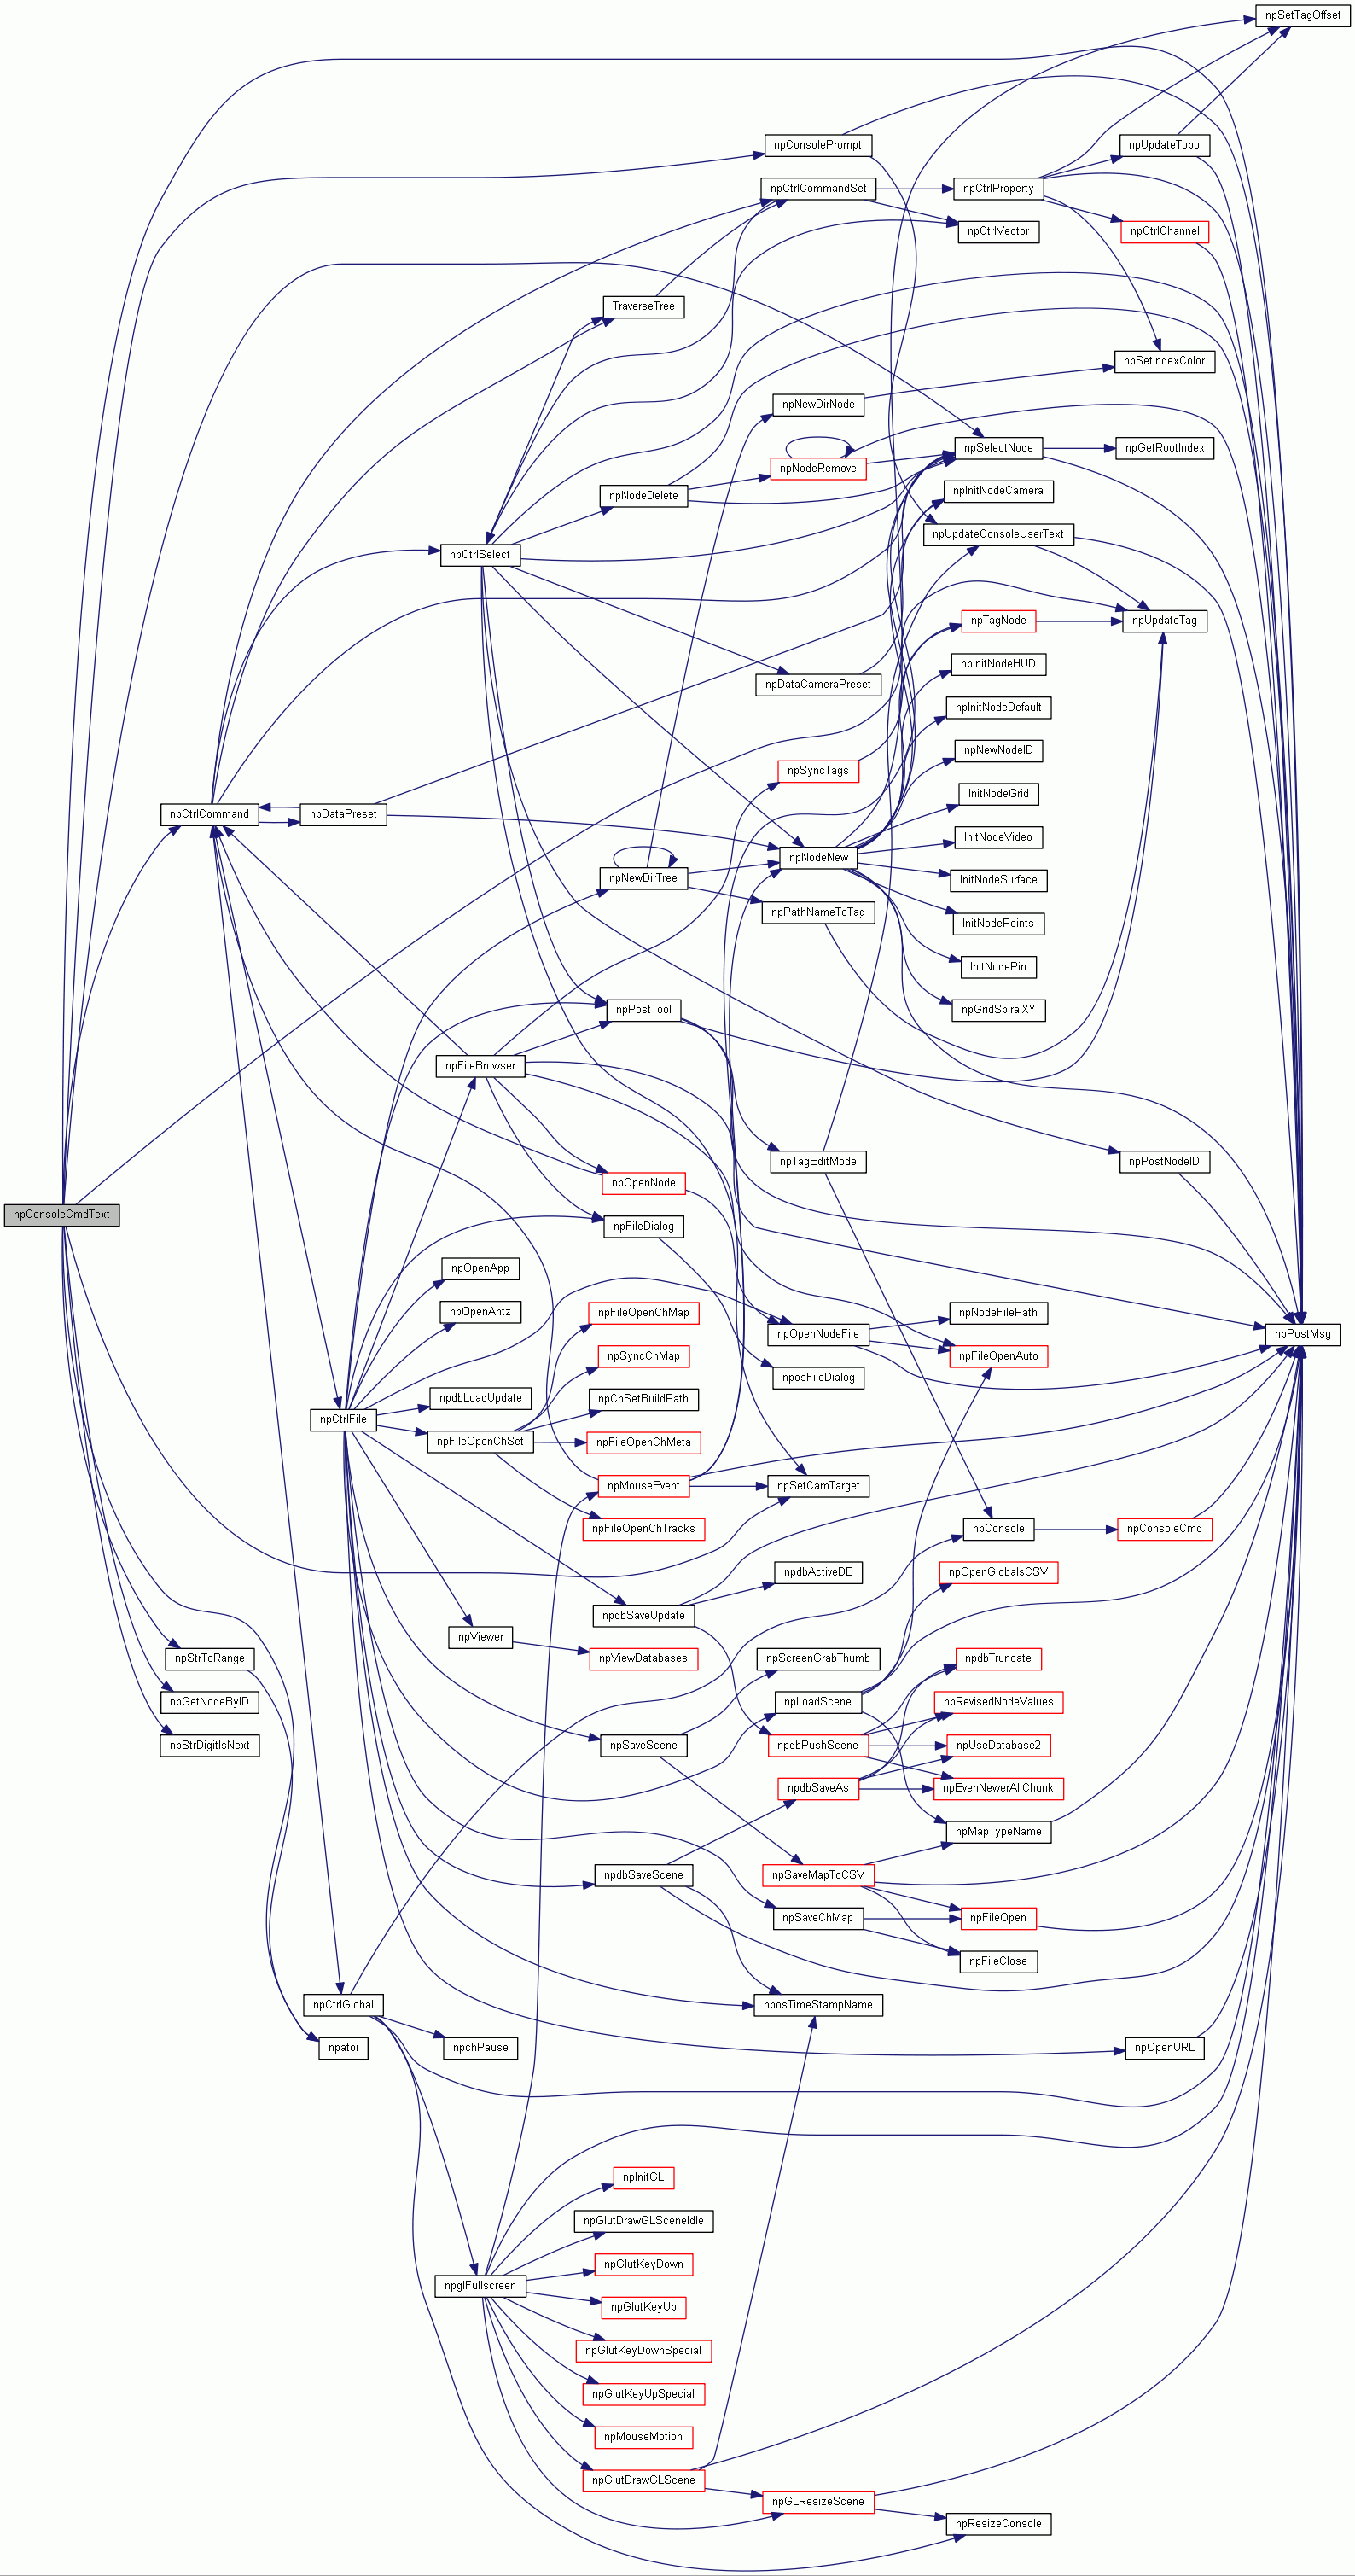 npSetTagOffset
npConsolePrompt
npUpdateTopo
npCtrlCommandSet
npCtrlProperty
npCtrlVector
npCtrlChannel
TraverseTree
npSetIndexColor
npNewDirNode
npSelectNode
npGetRootIndex
npNodeRemove
npNodeDelete
npInitNodeCamera
npUpdateConsoleUserText
npCtrlSelect
npTagNode
npUpdateTag
npInitNodeHUD
npDataCameraPreset
npInitNodeDefault
npNewNodeID
npSyncTags
InitNodeGrid
npCtrlCommand
npDataPreset
InitNodeVideo
npNodeNew
npNewDirTree
InitNodeSurface
npPathNameToTag
InitNodePoints
InitNodePin
npPostTool
npGridSpiralXY
npFileBrowser
npTagEditMode
npPostNodeID
npOpenNode
npConsoleCmdText
npFileDialog
npOpenApp
npOpenAntz
npFileOpenChMap
npNodeFilePath
npOpenNodeFile
npPostMsg
npSyncChMap
npFileOpenAuto
nposFileDialog
npdbLoadUpdate
npChSetBuildPath
npCtrlFile
npFileOpenChSet
npFileOpenChMeta
npMouseEvent
npSetCamTarget
npFileOpenChTracks
npConsole
npConsoleCmd
npdbActiveDB
npOpenGlobalsCSV
npdbSaveUpdate
npViewer
npStrToRange
npViewDatabases
npScreenGrabThumb
npdbTruncate
npGetNodeByID
npLoadScene
npRevisedNodeValues
npStrDigitIsNext
npSaveScene
npdbPushScene
npUseDatabase2
npdbSaveAs
npEvenNewerAllChunk
npMapTypeName
npdbSaveScene
npSaveMapToCSV
npSaveChMap
npFileOpen
npFileClose
npCtrlGlobal
nposTimeStampName
npatoi
npchPause
npOpenURL
npInitGL
npGlutDrawGLSceneIdle
npGlutKeyDown
npglFullscreen
npGlutKeyUp
npGlutKeyDownSpecial
npGlutKeyUpSpecial
npMouseMotion
npGlutDrawGLScene
npGLResizeScene
npResizeConsole